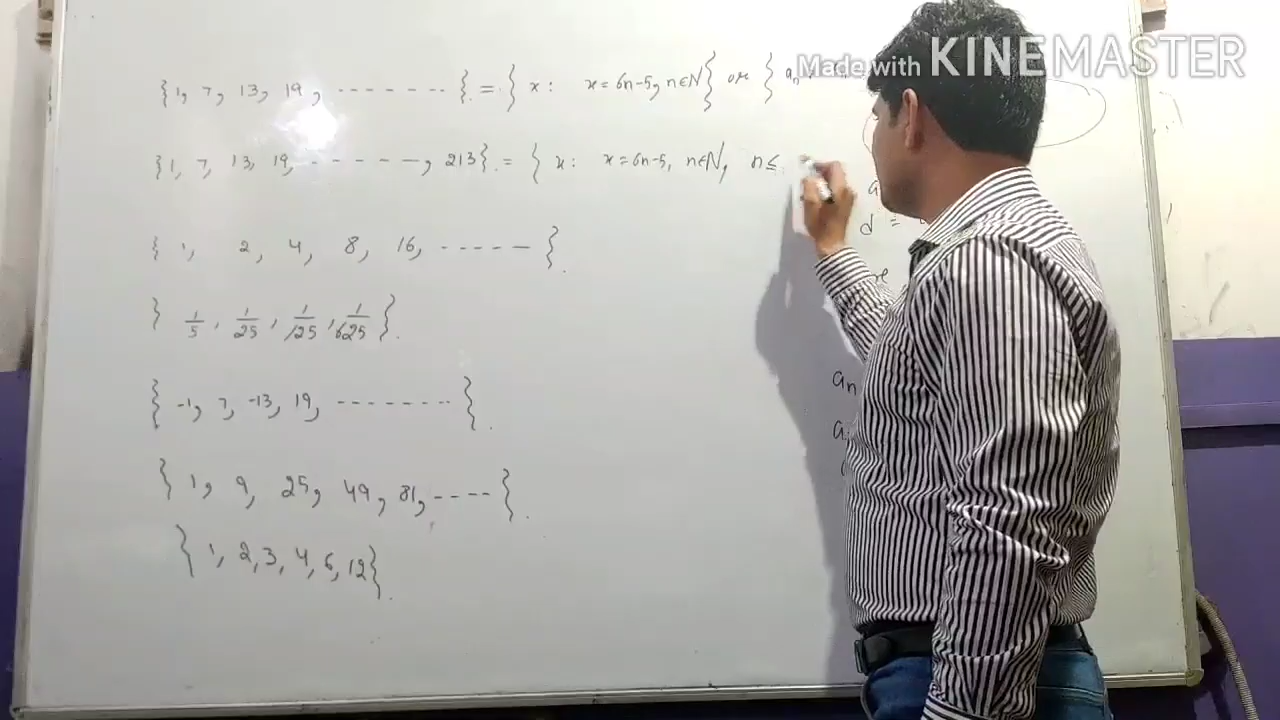 Made with KINEMASTER
{1, 7, 13, 19, ------- }. = { x : x = 6n-5, n∈N} or { an
{1, 7, 13, 19, ------, 213}. = { x : x = 6n-5, n∈N, n ≤
d =
{ 1, 2, 4, 8, 16, ----- }.
{ 1/5, 1/25, 1/125, 1/625 }.
{ -1, 7, -13, 19, -------- }.
an
{ 1, 9, 25, 49, 81, ---- }.
{ 1, 2, 3, 4, 6, 12}.